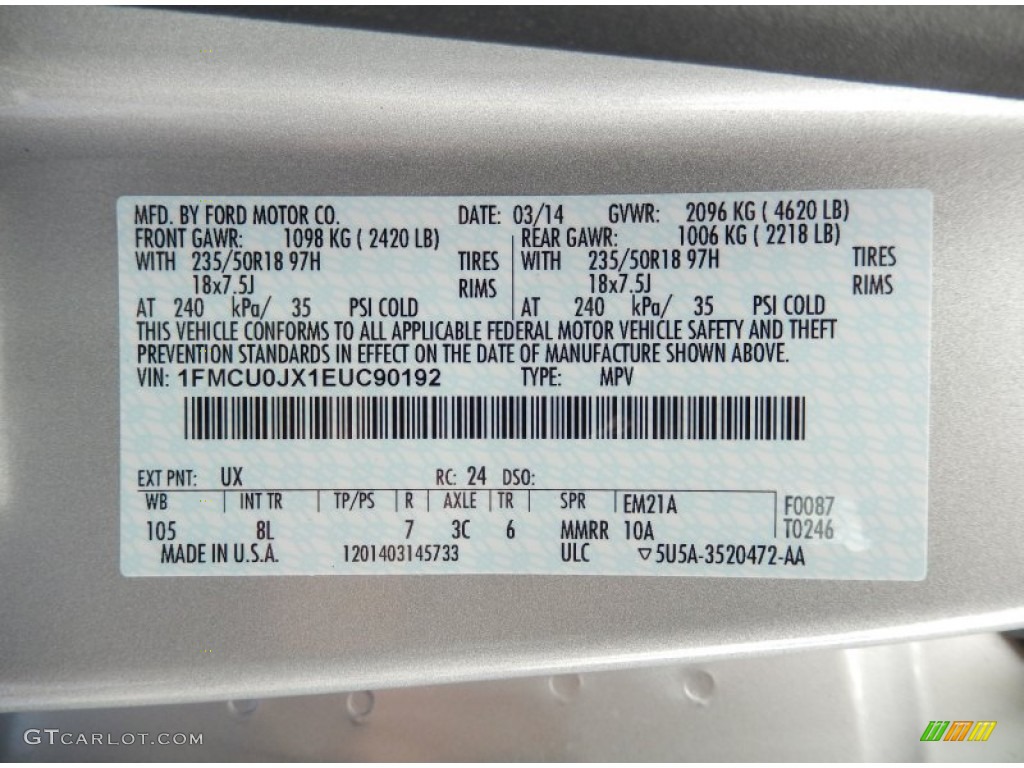 MFD. BY FORD MOTOR CO. DATE: 03/14 GVWR: 2096 KG ( 4620 LB)
FRONT GAWR: 1098 KG ( 2420 LB) REAR GAWR: 1006 KG ( 2218 LB)
WITH 235/50R18 97H TIRES WITH 235/50R18 97H TIRES
18x7.5J RIMS 18x7.5J RIMS
AT 240 kPa/ 35 PSI COLD AT 240 kPa/ 35 PSI COLD
THIS VEHICLE CONFORMS TO ALL APPLICABLE FEDERAL MOTOR VEHICLE SAFETY AND THEFT
PREVENTION STANDARDS IN EFFECT ON THE DATE OF MANUFACTURE SHOWN ABOVE.
VIN: 1FMCU0JX1EUC90192 TYPE: MPV
EXT PNT: UX RC: 24 DSO:
WB INT TR TP/PS R AXLE TR SPR EM21A F0087
105 8L 7 3C 6 MMRR 10A T0246
MADE IN U.S.A. 1201403145733 ULC ▽5U5A-3520472-AA
GTCARLOT.COM